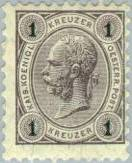 1 KREUZER 1
KAIS. KOENIGL.
OESTERR. POST.
1 KREUZER 1